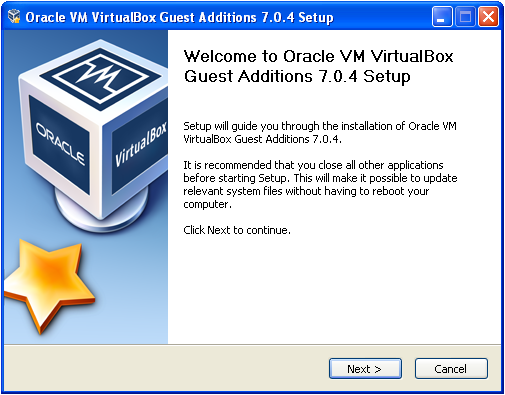 Oracle VM VirtualBox Guest Additions 7.0.4 Setup
Welcome to Oracle VM VirtualBox
Guest Additions 7.0.4 Setup
ORACLE
VirtualBox
Setup will guide you through the installation of Oracle VM
VirtualBox Guest Additions 7.0.4.
It is recommended that you close all other applications
before starting Setup. This will make it possible to update
relevant system files without having to reboot your
computer.
Click Next to continue.
Next >
Cancel